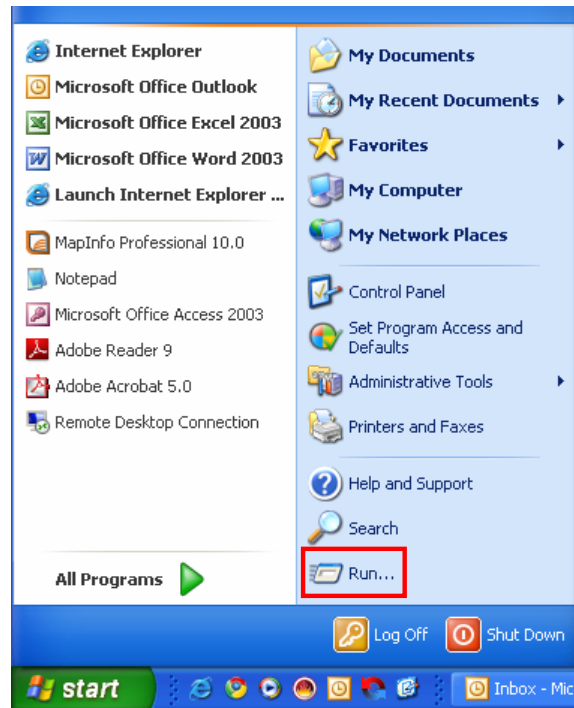 Internet Explorer
Microsoft Office Outlook
Microsoft Office Excel 2003
Microsoft Office Word 2003
Launch Internet Explorer ...
MapInfo Professional 10.0
Notepad
Microsoft Office Access 2003
Adobe Reader 9
Adobe Acrobat 5.0
Remote Desktop Connection
All Programs
My Documents
My Recent Documents
Favorites
My Computer
My Network Places
Control Panel
Set Program Access and
Defaults
Administrative Tools
Printers and Faxes
Help and Support
Search
Run...
Log Off
Shut Down
start
Inbox - Mic